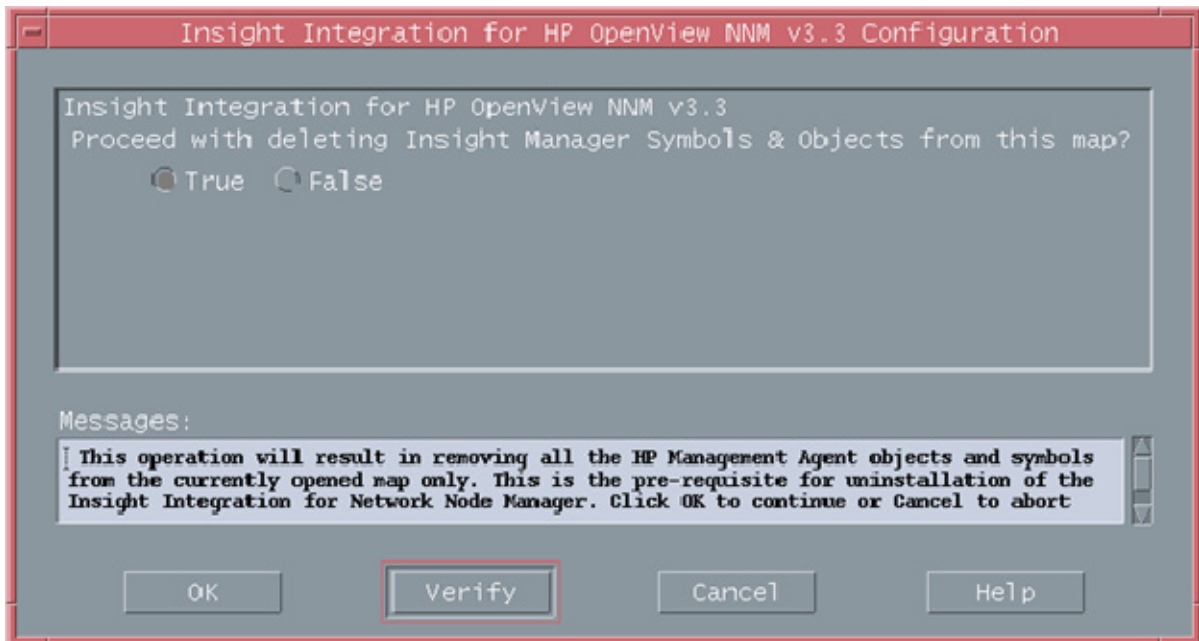 Insight Integration for HP OpenView NNM v3.3 Configuration
Insight Integration for HP OpenView NNM v3.3
Proceed with deleting Insight Manager Symbols & Objects from this map?
True False
Messages:
This operation will result in removing all the HP Management Agent objects and symbols
from the currently opened map only. This is the pre-requisite for uninstallation of the
Insight Integration for Network Node Manager. Click OK to continue or Cancel to abort
OK Verify Cancel Help